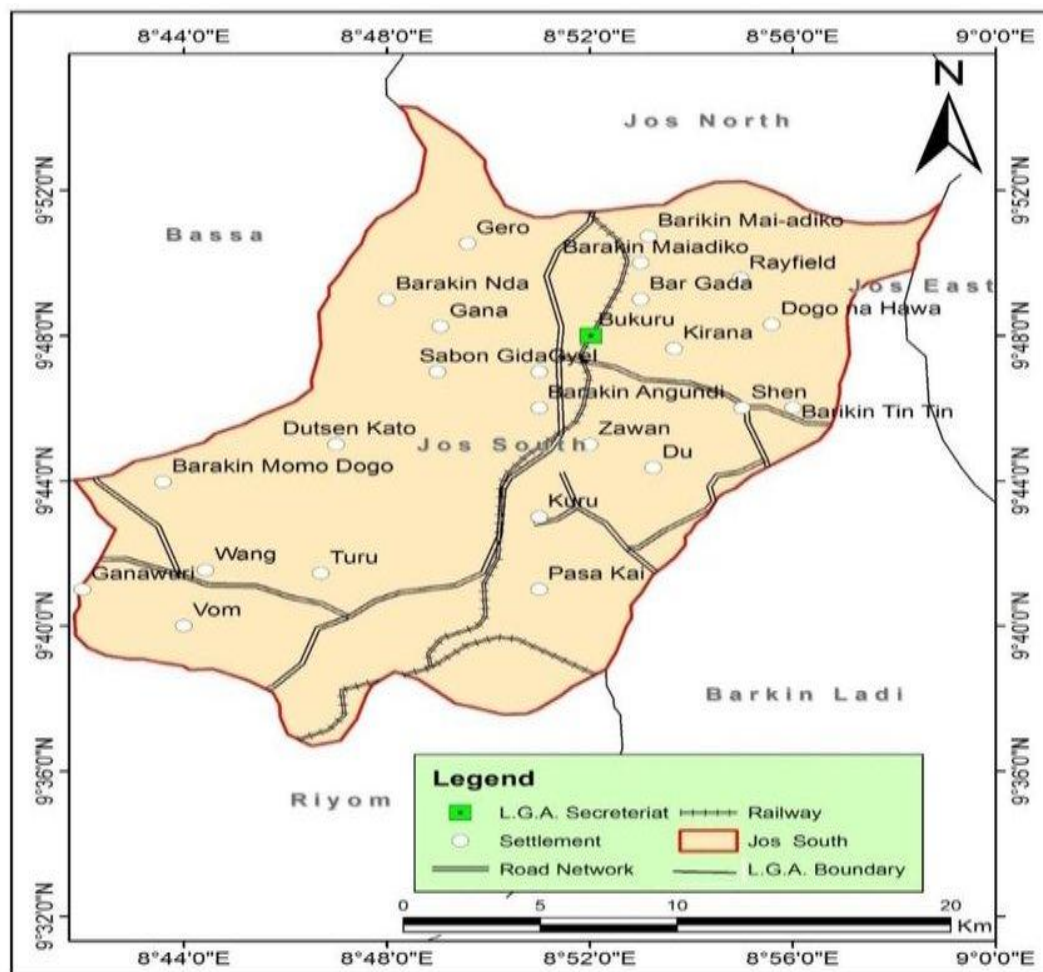 8°44'0"E 8°48'0"E 8°52'0"E 8°56'0"E 9°0'0"E
N
Jos North
9°52'0"N 9°52'0"N
Barikin Mai-adiko
Gero
Bassa
Barakin Maiadiko
Rayfield
Barakin Nda
Bar Gada
Jos East
Gana
Dogo na Hawa
Bukuru
Kirana
9°48'0"N 9°48'0"N
Sabon Gida
Gyel
Barakin Angundi
Shen
Barikin Tin Tin
Dutsen Kato
Jos South
Zawan
Du
Barakin Momo Dogo
9°44'0"N 9°44'0"N
Kuru
Wang
Turu
Ganawuri
Pasa Kai
Vom
9°40'0"N 9°40'0"N
Barkin Ladi
Riyom
9°36'0"N 9°36'0"N
Legend
L.G.A. Secreteriat
Railway
Settlement
Jos South
Road Network
L.G.A. Boundary
9°32'0"N 9°32'0"N
0 5 10 20
Km
8°44'0"E 8°48'0"E 8°52'0"E 8°56'0"E 9°0'0"E